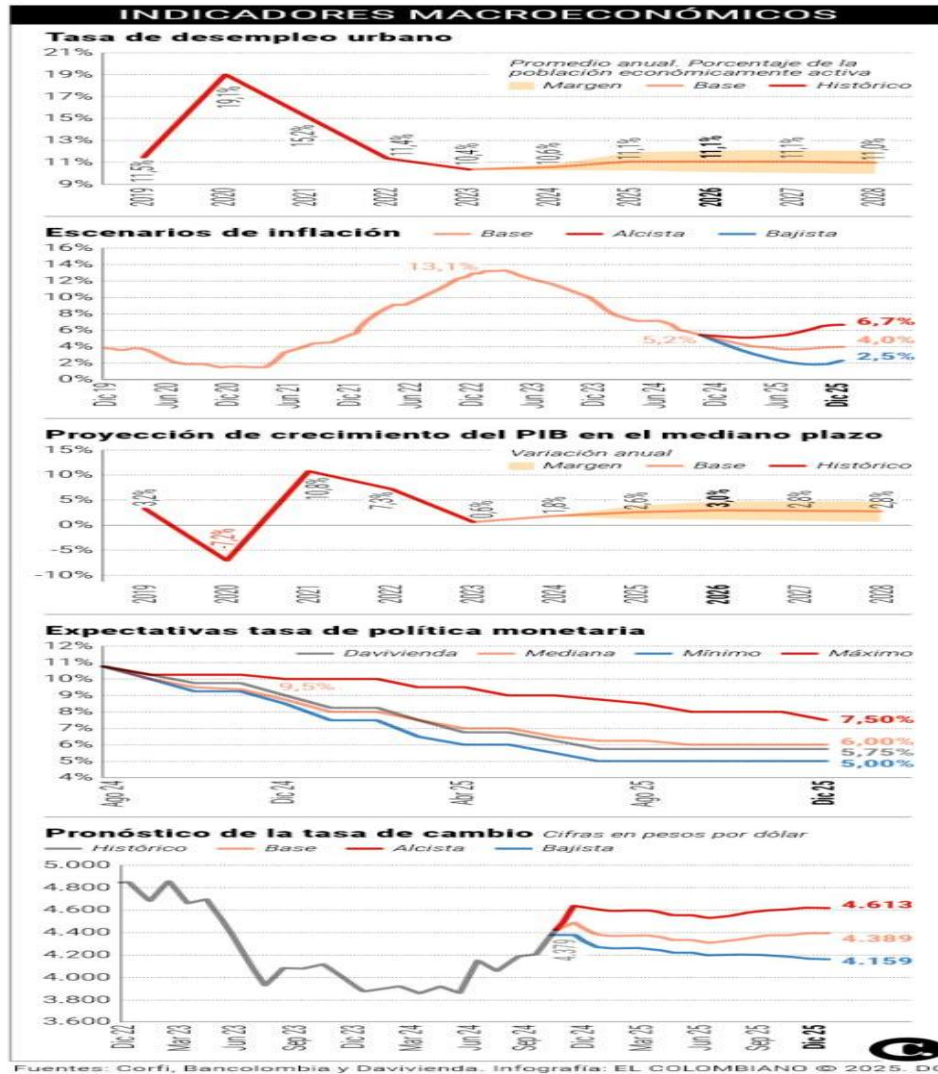 INDICADORES MACROECONÓMICOS
Tasa de desempleo urbano
Promedio anual. Porcentaje de la
población económicamente activa
Margen Base Histórico
21%
19%
17%
15%
13%
11%
9%
11,5% 19,1% 15,2% 11,4% 10,4% 10,6% 11,1% 11,1% 11,1% 11,0%
2019 2020 2021 2022 2023 2024 2025 2026 2027 2028
Escenarios de inflación Base Alcista Bajista
16%
14%
12%
10%
8%
6%
4%
2%
0%
13,1%
5,2%
6,7%
4,0%
2,5%
Dic 19 Jun 20 Dic 20 Jun 21 Dic 21 Jun 22 Dic 22 Jun 23 Dic 23 Jun 24 Dic 24 Jun 25 Dic 25
Proyección de crecimiento del PIB en el mediano plazo
Variación anual
Margen Base Histórico
15%
10%
5%
0%
-5%
-10%
3,2% -7,2% 10,8% 7,3% 0,6% 1,8% 2,6% 3,0% 2,8% 2,8%
2019 2020 2021 2022 2023 2024 2025 2026 2027 2028
Expectativas tasa de política monetaria
Davivienda Mediana Mínimo Máximo
12%
11%
10%
9%
8%
7%
6%
5%
4%
9,5%
7,50%
6,00%
5,75%
5,00%
Ago 24 Dic 24 Abr 25 Ago 25 Dic 25
Pronóstico de la tasa de cambio Cifras en pesos por dólar
Histórico Base Alcista Bajista
5.000
4.800
4.600
4.400
4.200
4.000
3.800
3.600
4.379
4.613
4.389
4.159
Dic 22 Mar 23 Jun 23 Sep 23 Dic 23 Mar 24 Jun 24 Sep 24 Dic 24 Mar 25 Jun 25 Sep 25 Dic 25
Fuentes: Corfi, Bancolombia y Davivienda. Infografía: EL COLOMBIANO © 2025. DC